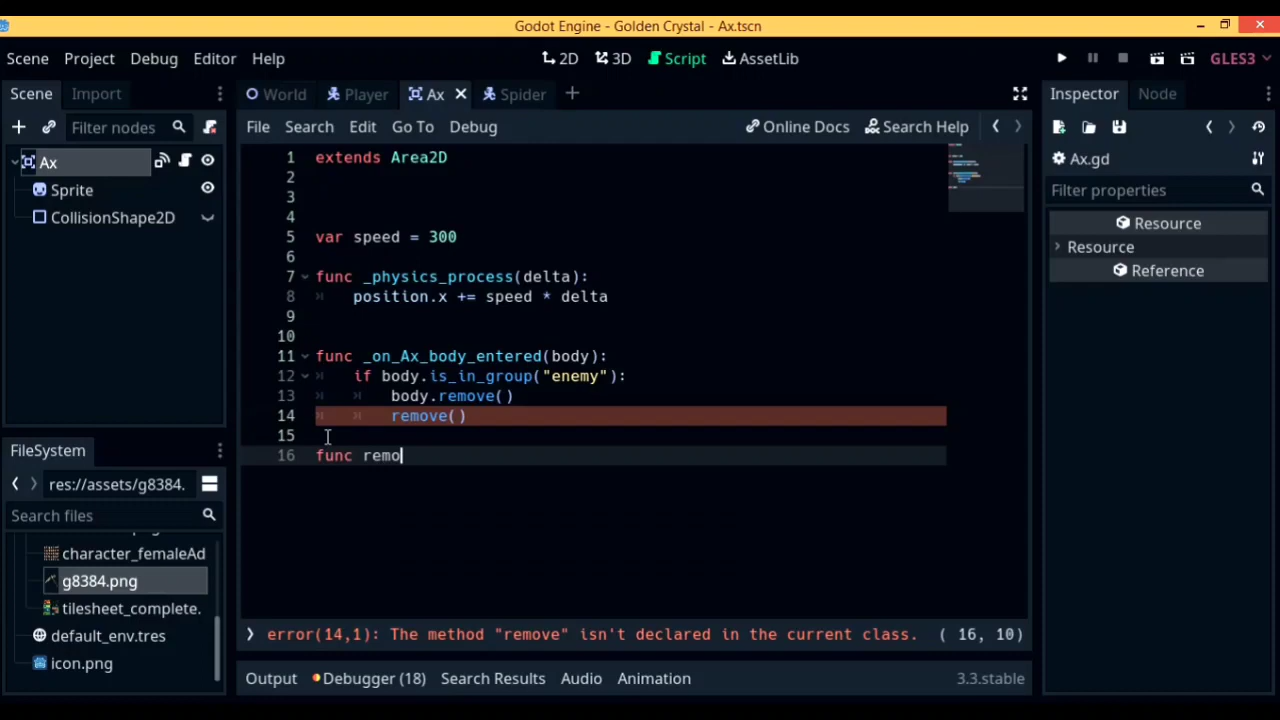 Godot Engine - Golden Crystal - Ax.tscn
Scene Project Debug Editor Help
2D 3D Script AssetLib
GLES3
Scene Import
Filter nodes
Ax
Sprite
CollisionShape2D
World Player Ax Spider
File Search Edit Go To Debug
Online Docs Search Help
1 extends Area2D
2
3
4
5 var speed = 300
6
7 func _physics_process(delta):
8 position.x += speed * delta
9
10
11 func _on_Ax_body_entered(body):
12 if body.is_in_group("enemy"):
13 body.remove()
14 remove()
15
16 func remo
error(14,1): The method "remove" isn't declared in the current class. ( 16, 10)
Output Debugger (18) Search Results Audio Animation
3.3.stable
FileSystem
res://assets/g8384.
Search files
character_femaleAd
g8384.png
tilesheet_complete.
default_env.tres
icon.png
Inspector Node
Ax.gd
Filter properties
Resource
Resource
Reference